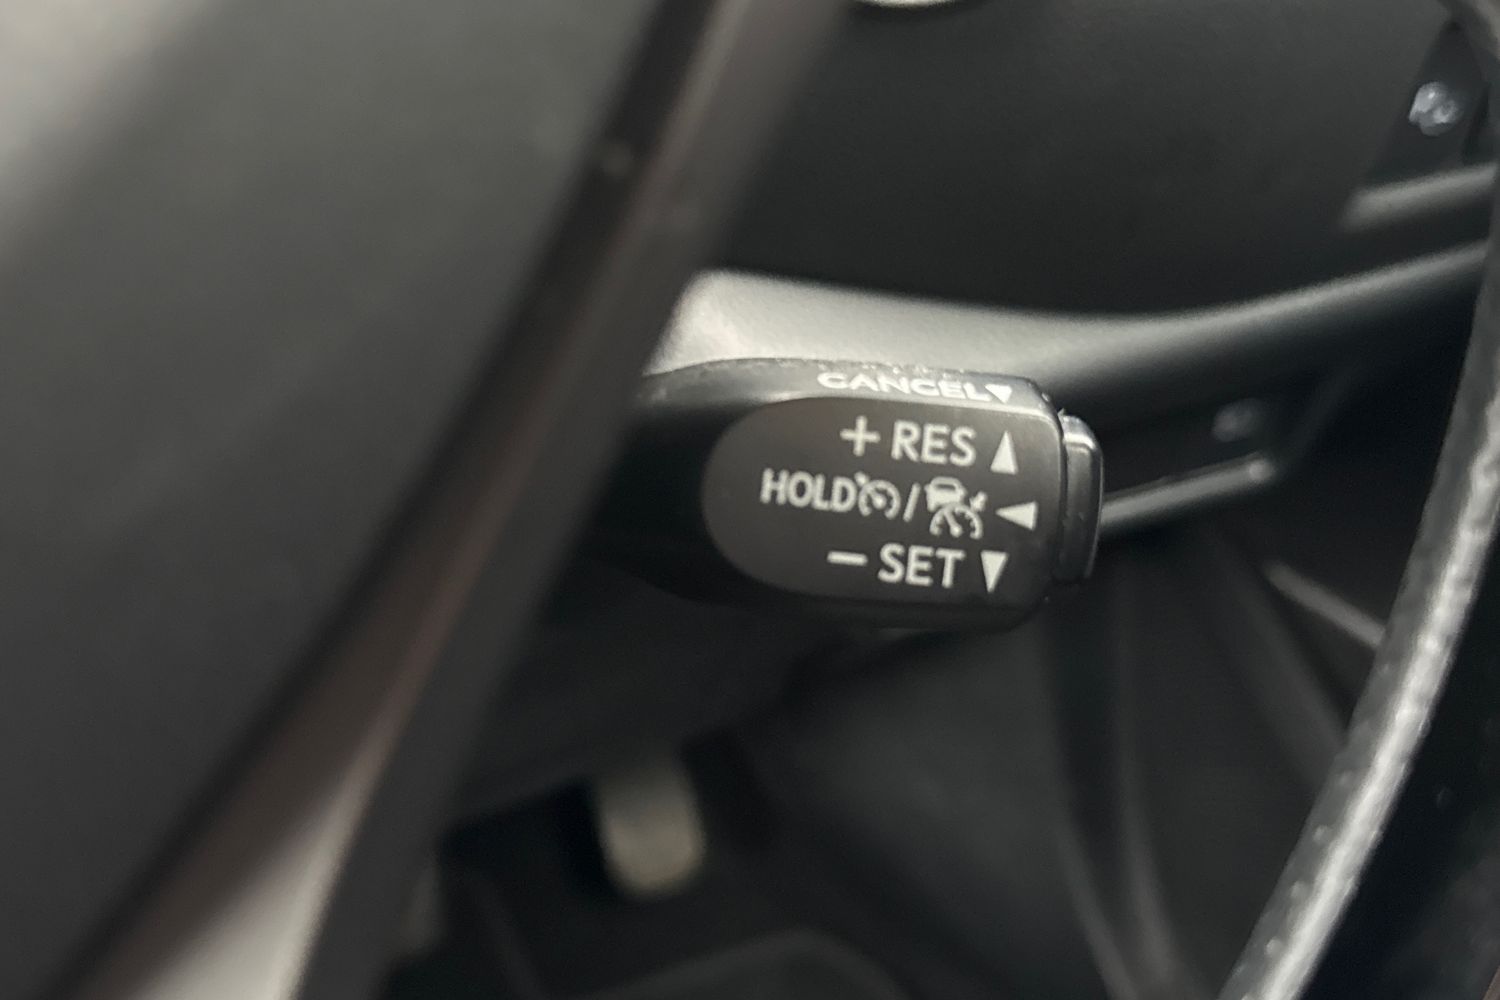 CANCEL▼
+ RES ▲
HOLD / ◀
− SET ▼